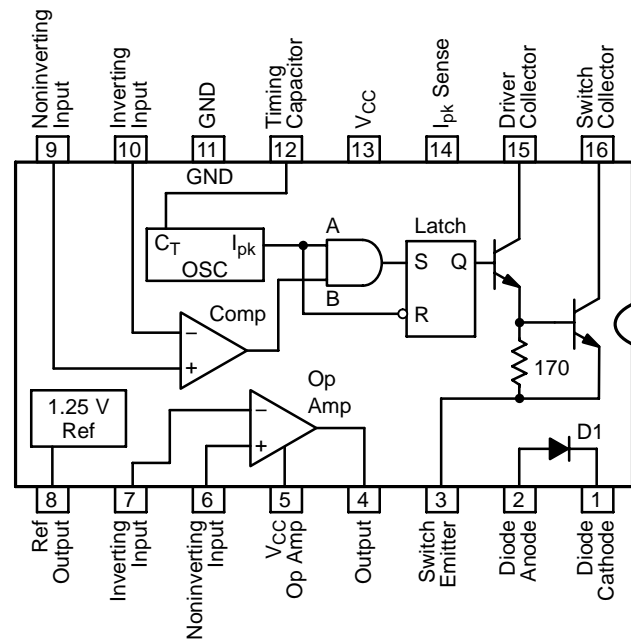 Noninverting
Input
Inverting
Input
GND
Timing
Capacitor
VCC
Ipk Sense
Driver
Collector
Switch
Collector
9
10
11
12
13
14
15
16
GND
CT Ipk
OSC
A
B
Latch
S Q
R
Comp
−
+
170
1.25 V
Ref
Op
Amp
−
+
D1
8
7
6
5
4
3
2
1
Ref
Output
Inverting
Input
Noninverting
Input
VCC
Op Amp
Output
Switch
Emitter
Diode
Anode
Diode
Cathode